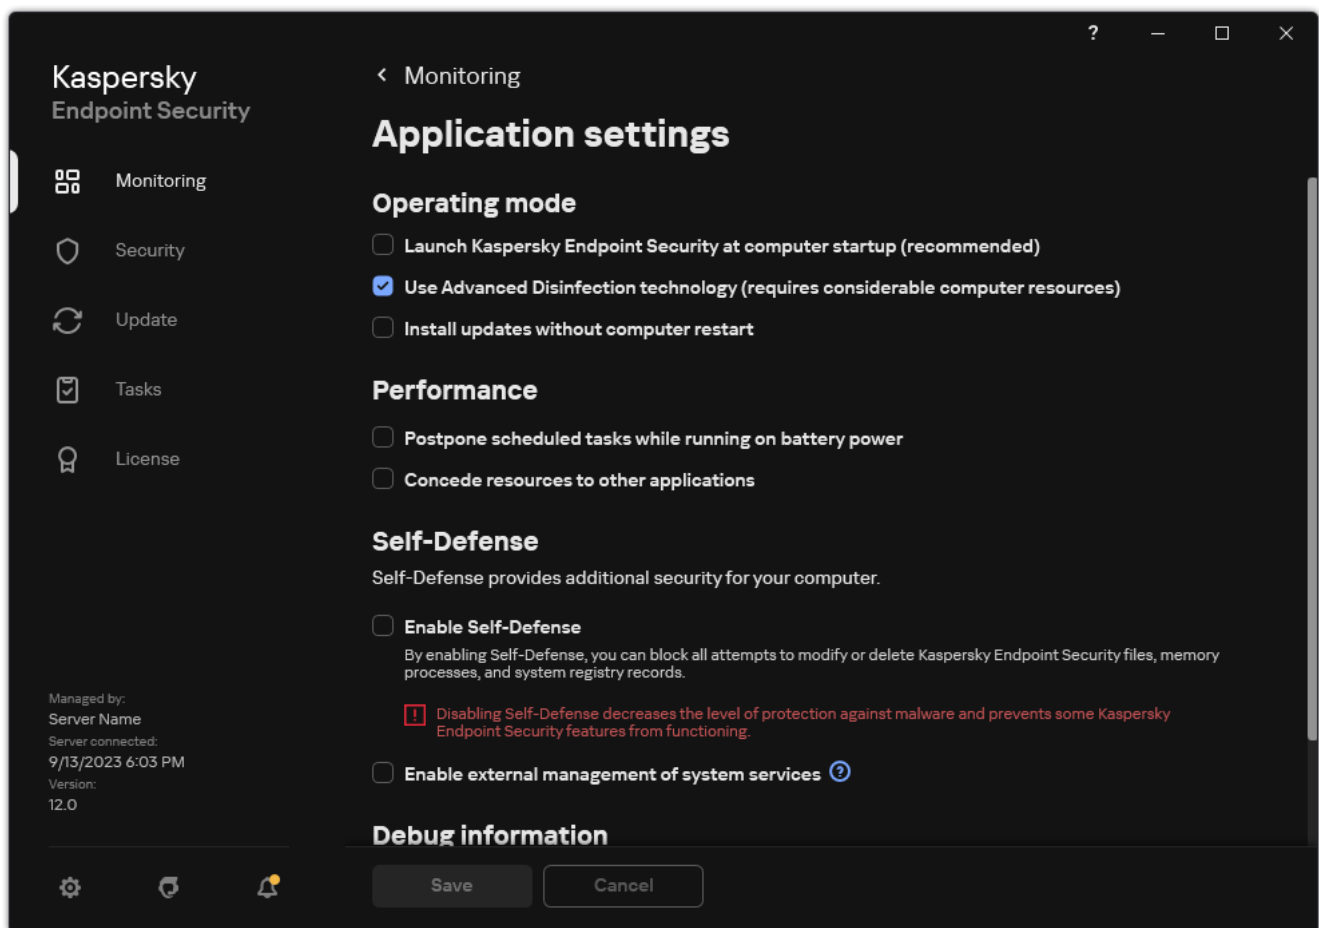 ?
Kaspersky
Endpoint Security
Monitoring
Security
Update
Tasks
License
Managed by:
Server Name
Server connected:
9/13/2023 6:03 PM
Version:
12.0
Monitoring
Application settings
Operating mode
Launch Kaspersky Endpoint Security at computer startup (recommended)
Use Advanced Disinfection technology (requires considerable computer resources)
Install updates without computer restart
Performance
Postpone scheduled tasks while running on battery power
Concede resources to other applications
Self-Defense
Self-Defense provides additional security for your computer.
Enable Self-Defense
By enabling Self-Defense, you can block all attempts to modify or delete Kaspersky Endpoint Security files, memory
processes, and system registry records.
Disabling Self-Defense decreases the level of protection against malware and prevents some Kaspersky
Endpoint Security features from functioning.
Enable external management of system services ?
Debug information
Save
Cancel